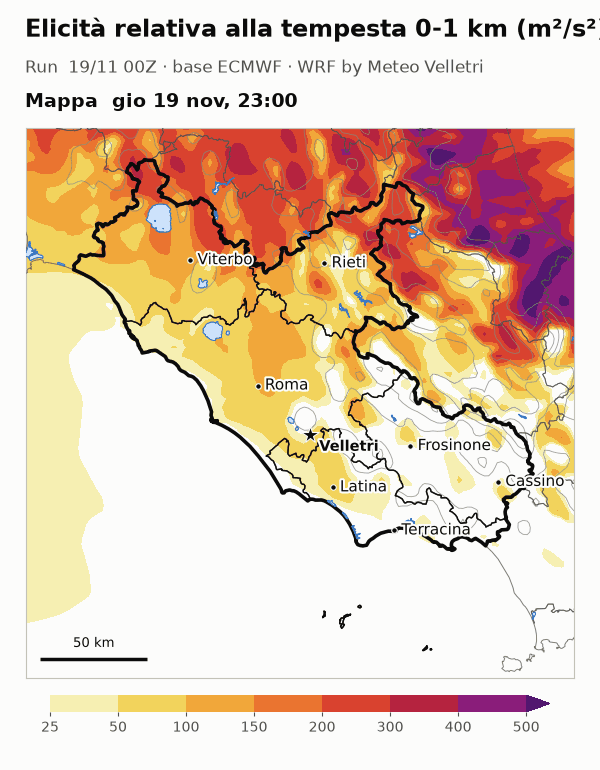 Elicità relativa alla tempesta 0-1 km (m²/s²)
Run  19/11 00Z · base ECMWF · WRF by Meteo Velletri
Mappa  gio 19 nov, 23:00
Viterbo
Rieti
Roma
Velletri
Frosinone
Cassino
Latina
Terracina
50 km
25 50 100 150 200 300 400 500